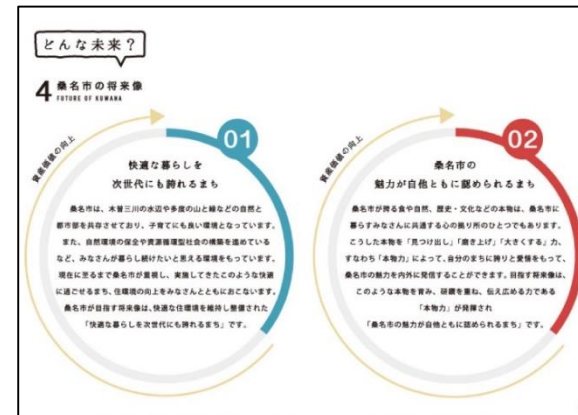 どんな未来？
4 桑名市の将来像
FUTURE OF KUWANA
資産価値の向上
01
快適な暮らしを
次世代にも誇れるまち
桑名市は、木曽三川の水辺や多度の山と緑などの自然と
都市部を共存させており、子育てにも良い環境となっています。
また、自然環境の保全や資源循環型社会の構築を進めている
など、みなさんが暮らし続けたいと思える環境をもっています。
現在に至るまで桑名市が重視し、実施してきたこのような快適
に過ごせるまち、住環境の向上をみなさんとともにおこないます。
桑名市が目指す将来像は、快適な住環境を維持し整備された
「快適な暮らしを次世代にも誇れるまち」です。
資産価値の向上
02
桑名市の
魅力が自他ともに認められるまち
桑名市が誇る食や自然、歴史・文化などの本物は、桑名市に
暮らすみなさんに共通する心の拠り所のひとつでもあります。
こうした本物を「見つけ出し」「磨き上げ」「大きくする」力、
すなわち「本物力」によって、自分のまちに誇りと愛情をもって、
桑名市の魅力を内外に発信することができます。目指す将来像は、
このような本物を育み、研鑽を重ね、伝え広める力である
「本物力」が発揮され
「桑名市の魅力が自他ともに認められるまち」です。